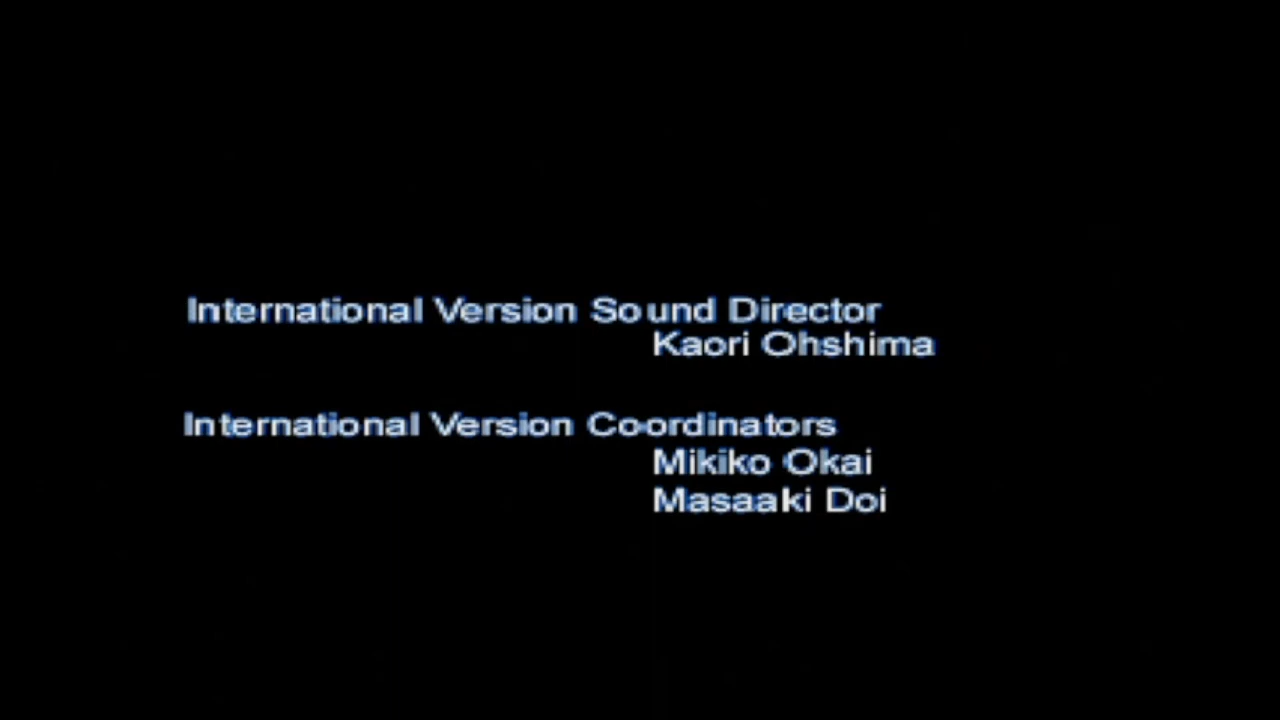 International Version Sound Director
Kaori Ohshima
International Version Coordinators
Mikiko Okai
Masaaki Doi